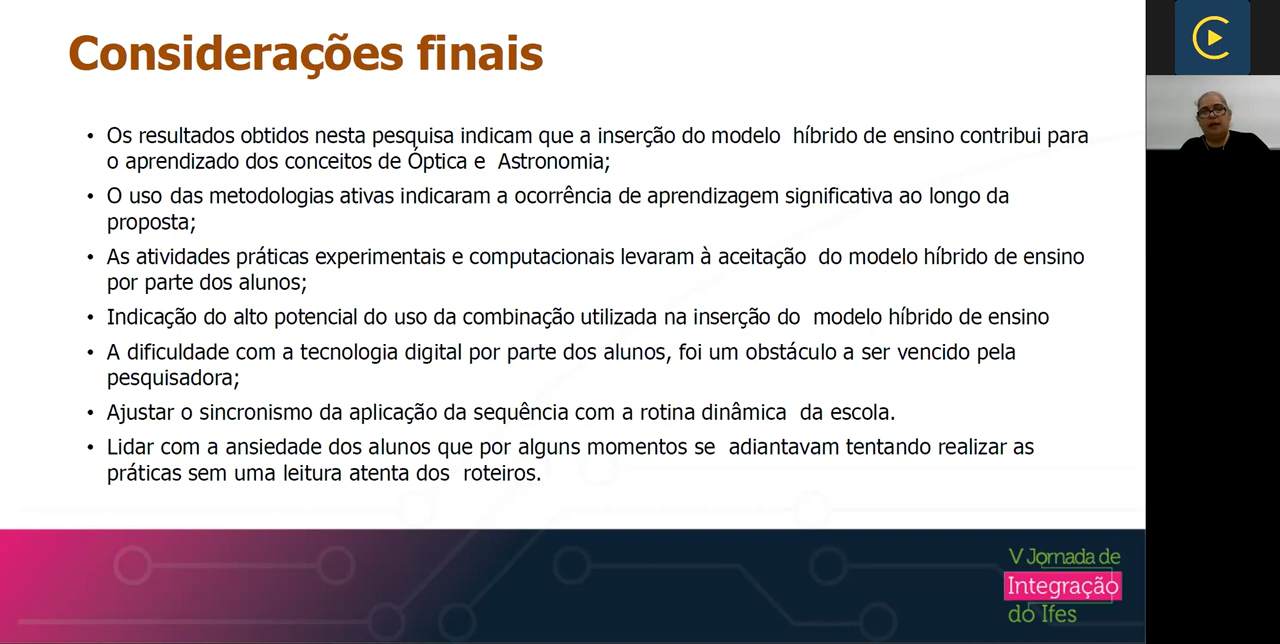 Considerações finais
• Os resultados obtidos nesta pesquisa indicam que a inserção do modelo híbrido de ensino contribui para
o aprendizado dos conceitos de Óptica e Astronomia;
• O uso das metodologias ativas indicaram a ocorrência de aprendizagem significativa ao longo da
proposta;
• As atividades práticas experimentais e computacionais levaram à aceitação do modelo híbrido de ensino
por parte dos alunos;
• Indicação do alto potencial do uso da combinação utilizada na inserção do modelo híbrido de ensino
• A dificuldade com a tecnologia digital por parte dos alunos, foi um obstáculo a ser vencido pela
pesquisadora;
• Ajustar o sincronismo da aplicação da sequência com a rotina dinâmica da escola.
• Lidar com a ansiedade dos alunos que por alguns momentos se adiantavam tentando realizar as
práticas sem uma leitura atenta dos roteiros.
V Jornada de
Integração
do Ifes